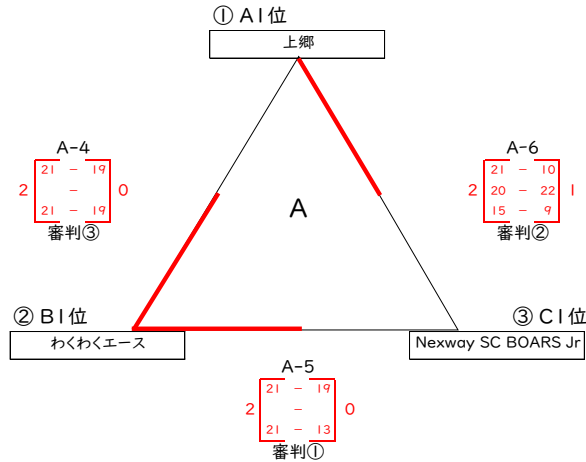 ① A1位
上郷
A-4
21 - 19
2 - 0
21 - 19
審判③
A-6
21 - 10
2 20 - 22 1
15 - 9
審判②
A
② B1位
わくわくエース
③ C1位
Nexway SC BOARS Jr
A-5
21 - 19
2 - 0
21 - 13
審判①